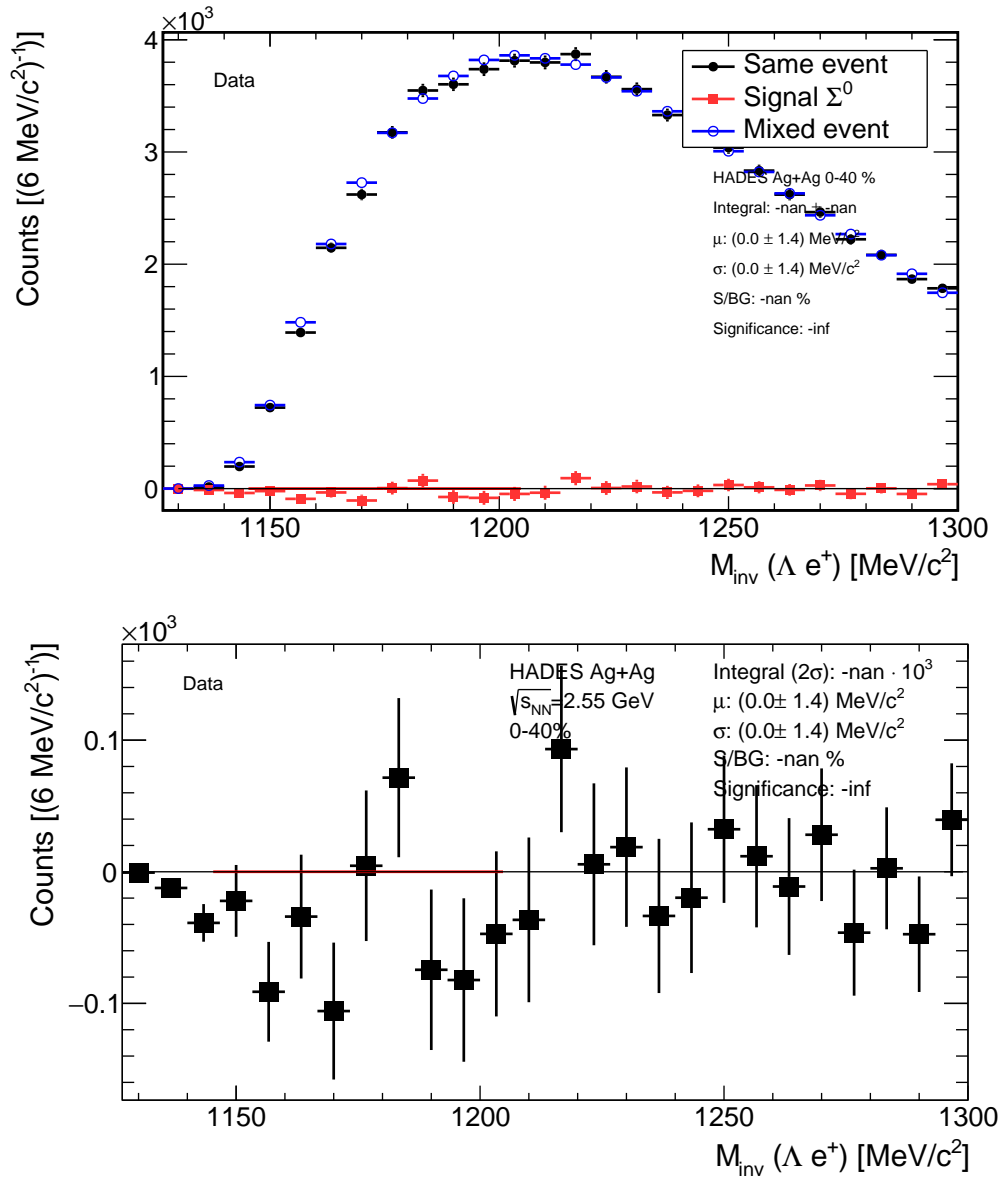 ×10³
Counts [(6 MeV/c²)⁻¹)]
Data
Same event
Signal Σ⁰
Mixed event
HADES Ag+Ag 0-40 %
Integral: -nan ± -nan
μ: (0.0 ± 1.4) MeV/c²
σ: (0.0 ± 1.4) MeV/c²
S/BG: -nan %
Significance: -inf
4
3
2
1
0
1150 1200 1250 1300
M_inv (Λ e⁺) [MeV/c²]
×10³
Counts [(6 MeV/c²)⁻¹)]
Data
HADES Ag+Ag
√s_NN=2.55 GeV
0-40%
Integral (2σ): -nan · 10³
μ: (0.0± 1.4) MeV/c²
σ: (0.0± 1.4) MeV/c²
S/BG: -nan %
Significance: -inf
0.1
0
−0.1
1150 1200 1250 1300
M_inv (Λ e⁺) [MeV/c²]